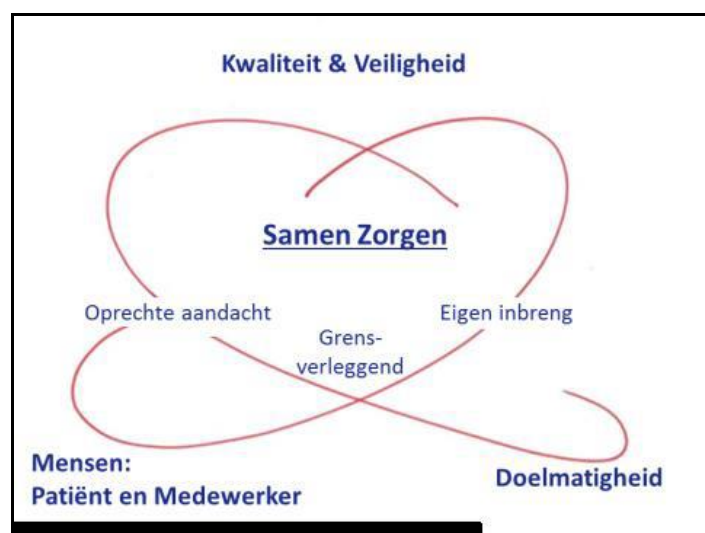 Kwaliteit & Veiligheid
Samen Zorgen
Oprechte aandacht
Eigen inbreng
Grens-
verleggend
Mensen:
Patiënt en Medewerker
Doelmatigheid